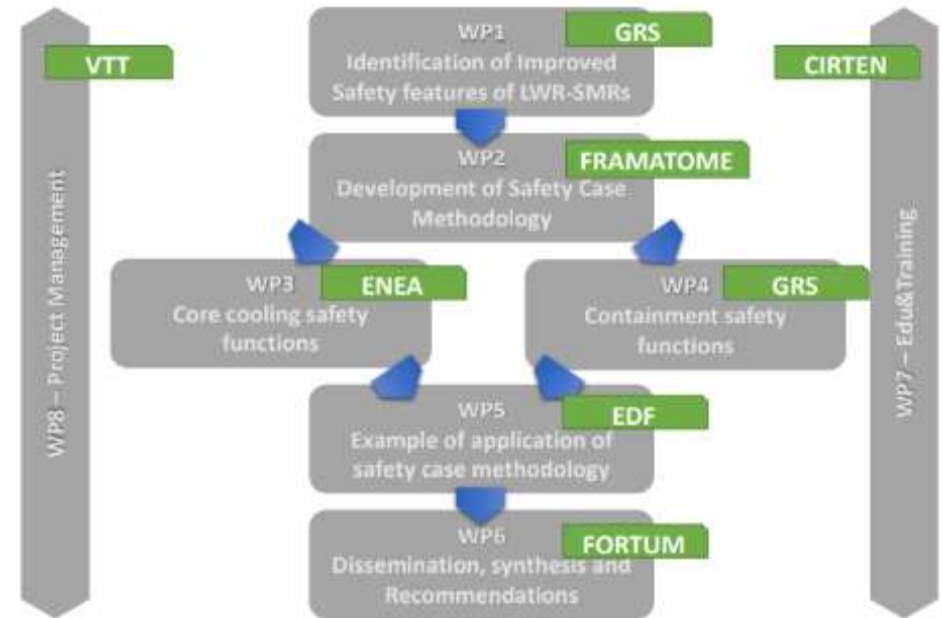 VTT
WP8 – Project Management
WP1
GRS
Identification of Improved
Safety features of LWR-SMRs
WP2
FRAMATOME
Development of Safety Case
Methodology
WP3
ENEA
Core cooling safety
functions
WP4
GRS
Containment safety
functions
WP5
EDF
Example of application of
safety case methodology
WP6
FORTUM
Dissemination, synthesis and
Recommendations
CIRTEN
WP7 – Edu&Training